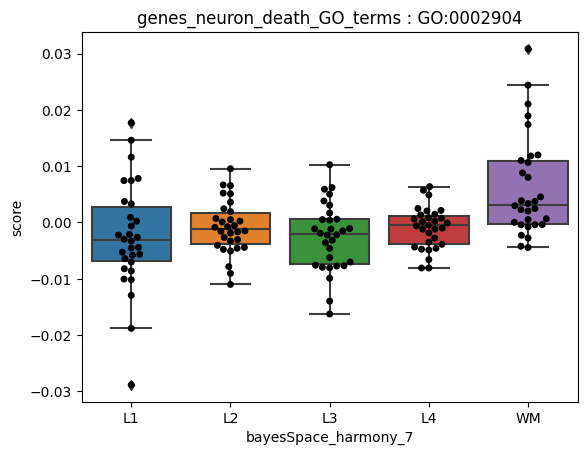 genes_neuron_death_GO_terms : GO:0002904
score
0.03
0.02
0.01
0.00
−0.01
−0.02
−0.03
L1 L2 L3 L4 WM
bayesSpace_harmony_7